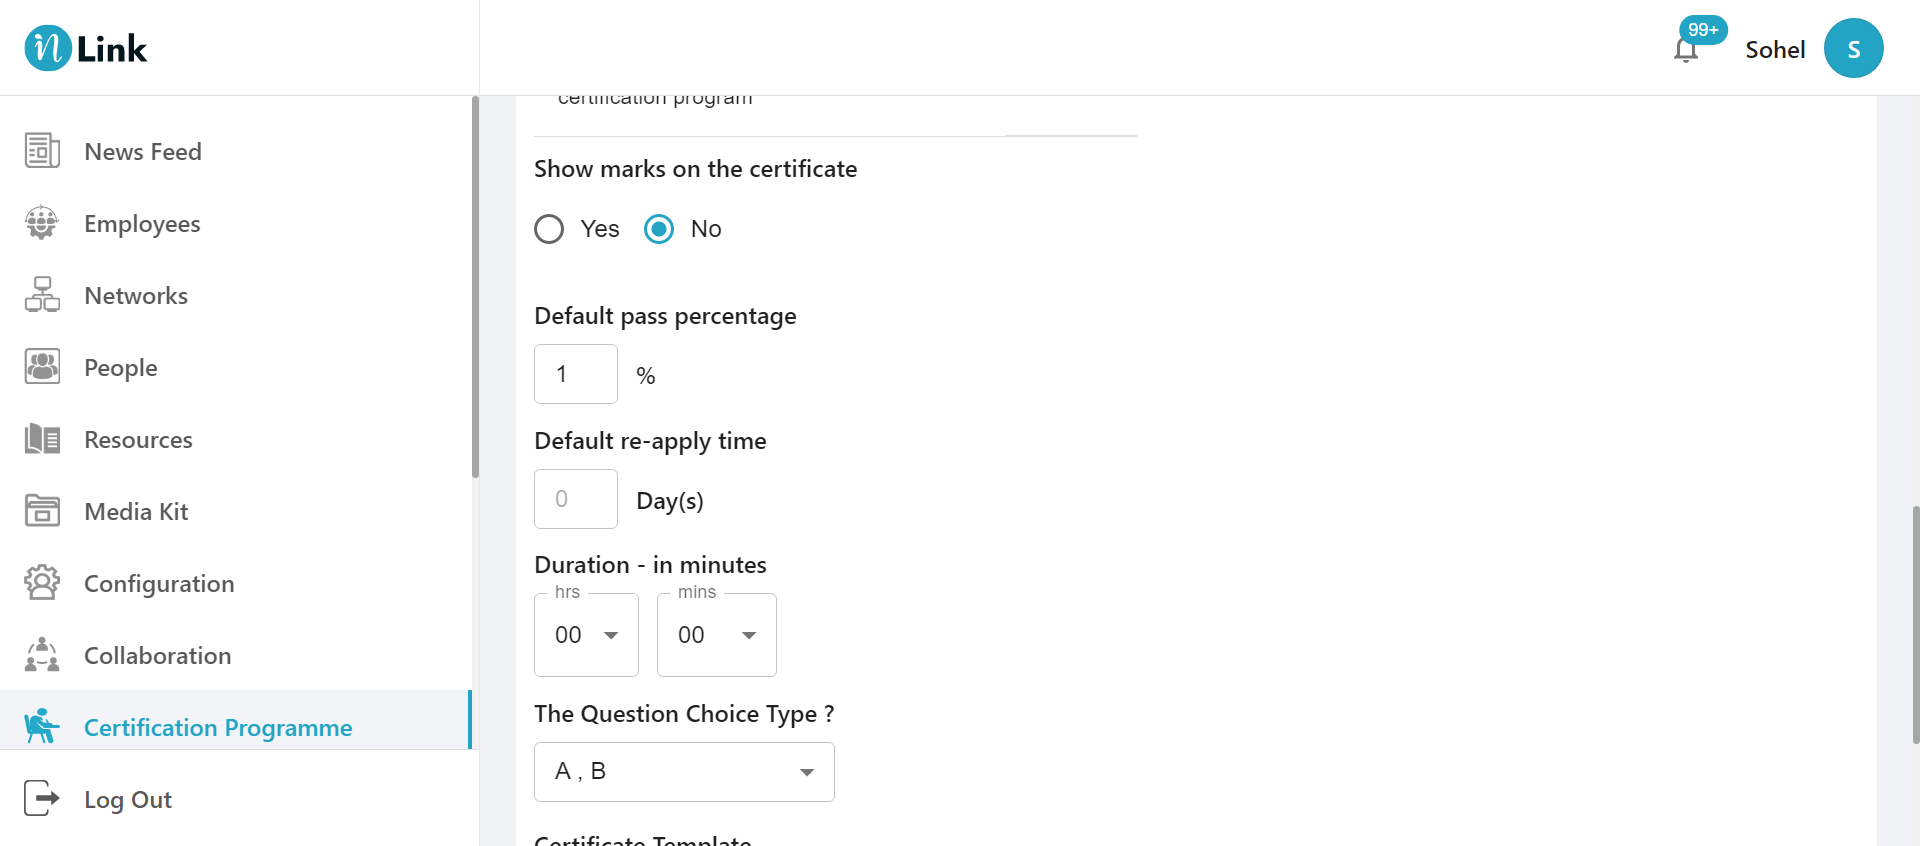 n Link
99+
Sohel
S
News Feed
Employees
Networks
People
Resources
Media Kit
Configuration
Collaboration
Certification Programme
Log Out
certification program
Show marks on the certificate
Yes No
Default pass percentage
1 %
Default re-apply time
0 Day(s)
Duration - in minutes
hrs mins
00 00
The Question Choice Type ?
A , B
Certificate Template